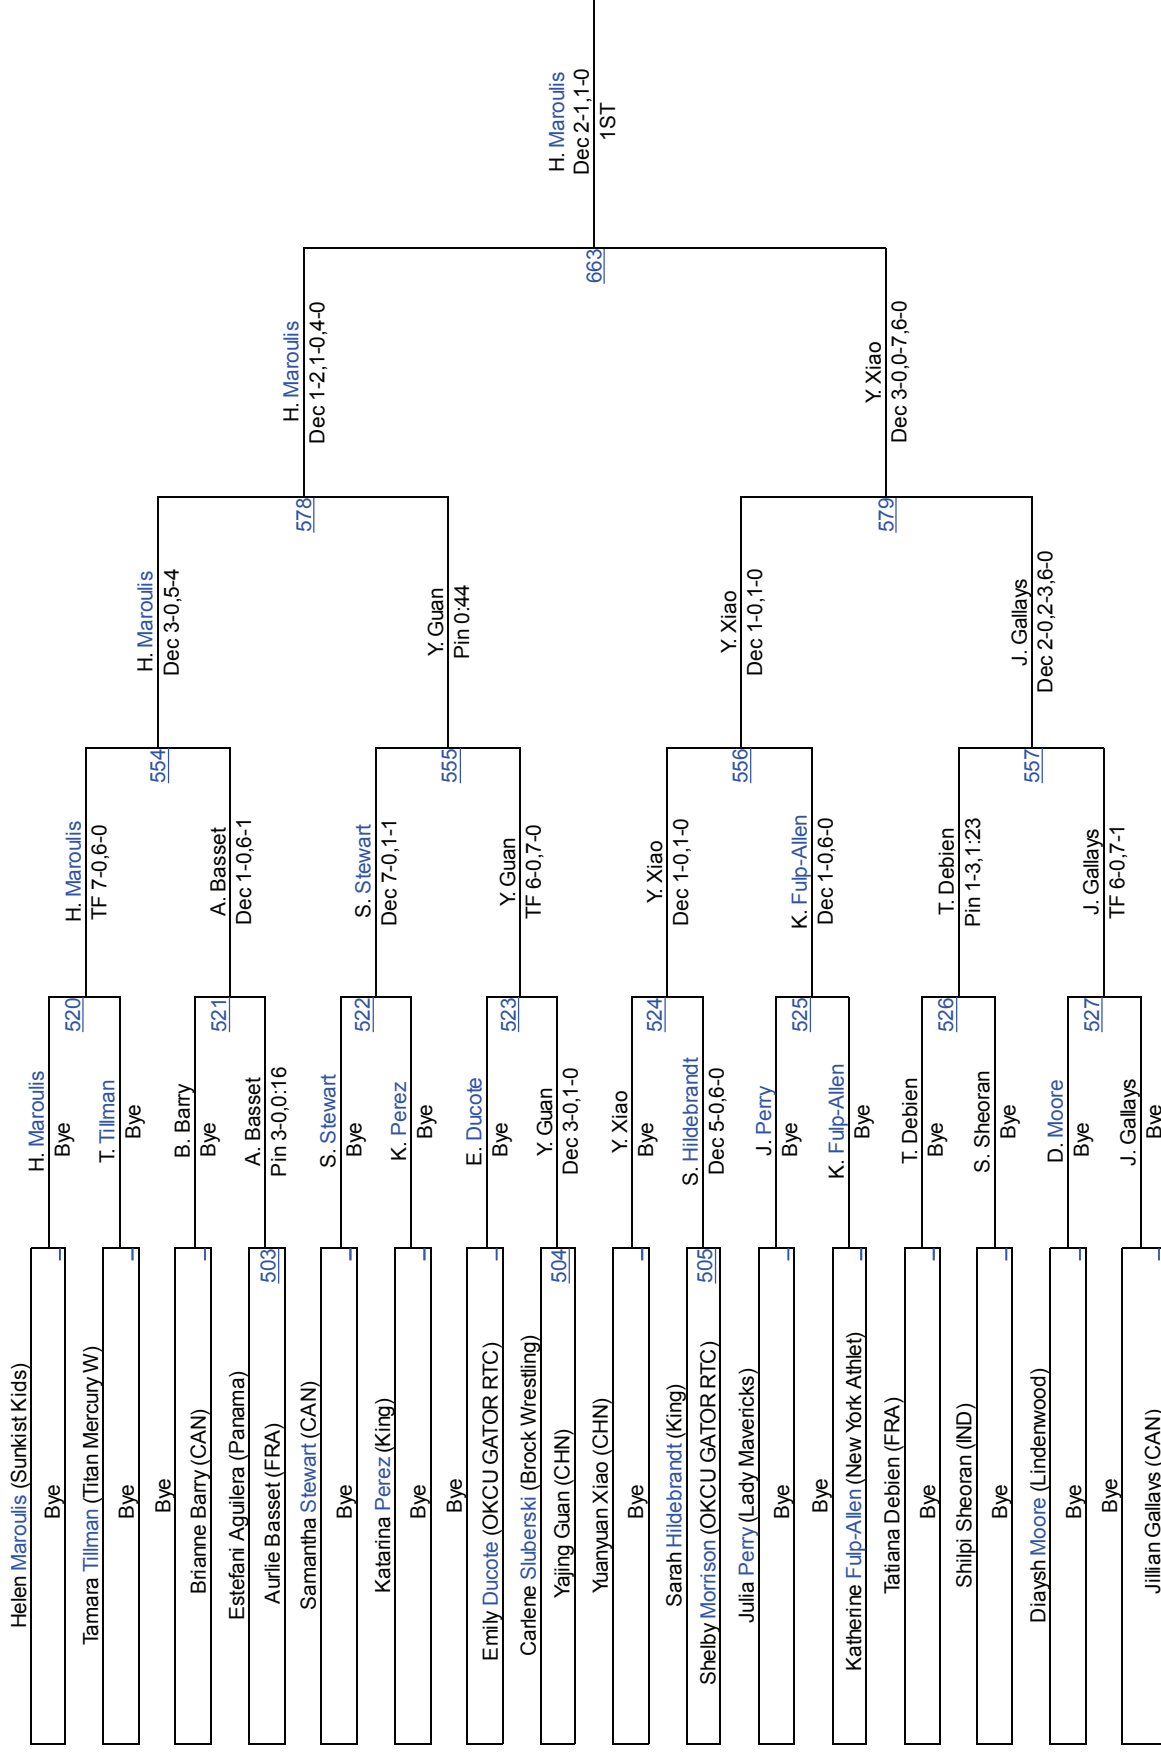 Helen Maroulis (Sunkist Kids)
Bye
Tamara Tillman (Titan Mercury W)
Bye
Bye
Brianne Barry (CAN)
Estefani Aguilera (Panama)
Aurlie Basset (FRA)
503
Samantha Stewart (CAN)
Bye
Katarina Perez (King)
Bye
Bye
Emily Ducote (OKCU GATOR RTC)
Carlene Sluberski (Brock Wrestling)
Yajing Guan (CHN)
504
Yuanyuan Xiao (CHN)
Bye
Sarah Hildebrandt (King)
Shelby Morrison (OKCU GATOR RTC)
505
Julia Perry (Lady Mavericks)
Bye
Bye
Katherine Fulp-Allen (New York Athlet)
Tatiana Debien (FRA)
Bye
Shilpi Sheoran (IND)
Bye
Diaysh Moore (Lindenwood)
Bye
Bye
Jillian Gallays (CAN)
H. Maroulis
Bye
520
T. Tillman
Bye
B. Barry
Bye
521
A. Basset
Pin 3-0,0:16
S. Stewart
Bye
522
K. Perez
Bye
E. Ducote
Bye
523
Y. Guan
Dec 3-0,1-0
Y. Xiao
Bye
524
S. Hildebrandt
Dec 5-0,6-0
J. Perry
Bye
525
K. Fulp-Allen
Bye
T. Debien
Bye
526
S. Sheoran
Bye
D. Moore
Bye
527
J. Gallays
Bye
H. Maroulis
TF 7-0,6-0
554
A. Basset
Dec 1-0,6-1
S. Stewart
Dec 7-0,1-1
555
Y. Guan
TF 6-0,7-0
Y. Xiao
Dec 1-0,1-0
556
K. Fulp-Allen
Dec 1-0,6-0
T. Debien
Pin 1-3,1:23
557
J. Gallays
TF 6-0,7-1
H. Maroulis
Dec 3-0,5-4
578
Y. Guan
Pin 0:44
Y. Xiao
Dec 1-0,1-0
579
J. Gallays
Dec 2-0,2-3,6-0
H. Maroulis
Dec 1-2,1-0,4-0
663
Y. Xiao
Dec 3-0,0-7,6-0
H. Maroulis
Dec 2-1,1-0
1ST